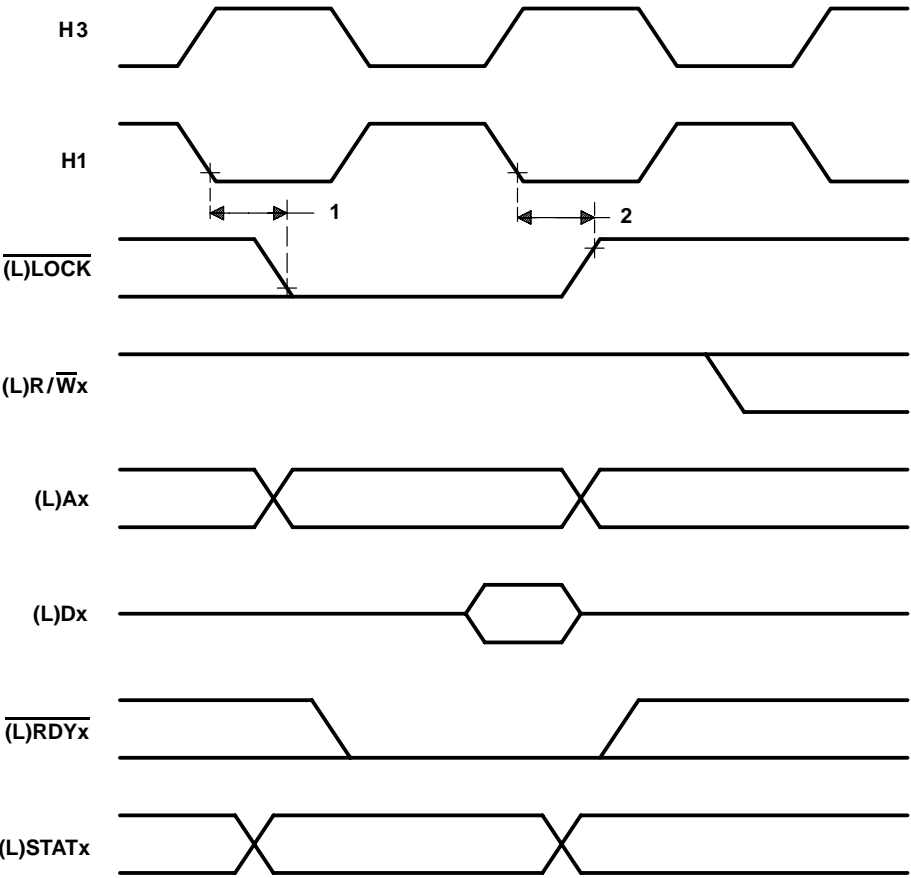 H3
H1
1
2
(L)LOCK
(L)R/Wx
(L)Ax
(L)Dx
(L)RDYx
(L)STATx